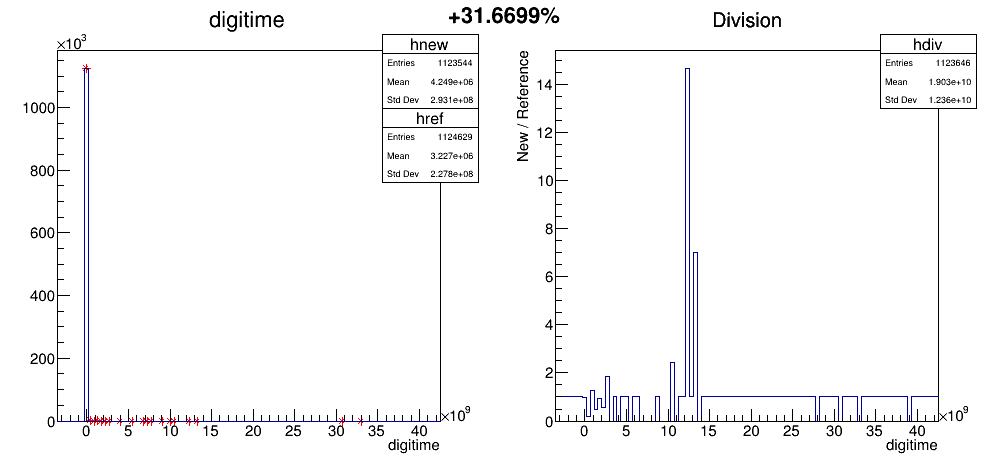 digitime
+31.6699%
Division
×10³
hnew
Entries 1123544
Mean 4.249e+06
Std Dev 2.931e+08
href
Entries 1124629
Mean 3.227e+06
Std Dev 2.278e+08
1000
800
600
400
200
0
0 5 10 15 20 25 30 35 40
×10⁹
digitime
hdiv
Entries 1123646
Mean 1.903e+10
Std Dev 1.236e+10
New / Reference
14
12
10
8
6
4
2
0
0 5 10 15 20 25 30 35 40
×10⁹
digitime